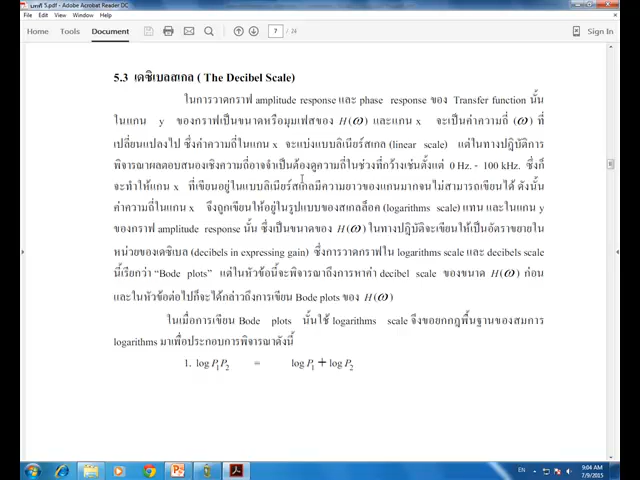 บทที่ 5.pdf - Adobe Acrobat Reader DC
File Edit View Window Help
Home Tools Document 7 / 24 Sign In
5.3 เดซิเบลสเกล ( The Decibel Scale)
ในการวาดกราฟ amplitude response และ phase response ของ Transfer function นั้น
ในแกน y ของกราฟเป็นขนาดหรือมุมเฟสของ H(ω) และแกน x จะเป็นค่าความถี่ (ω) ที่
เปลี่ยนแปลงไป ซึ่งค่าความถี่ในแกน x จะแบ่งแบบลิเนียร์สเกล (linear scale) แต่ในทางปฏิบัติการ
พิจารณาผลตอบสนองเชิงความถี่อาจจำเป็นต้องดูความถี่ในช่วงที่กว้างเช่นตั้งแต่ 0 Hz. - 100 kHz. ซึ่งก็
จะทำให้แกน x ที่เขียนอยู่ในแบบลิเนียร์สเกลมีความยาวของแกนมากจนไม่สามารถเขียนได้ ดังนั้น
ค่าความถี่ในแกน x จึงถูกเขียนให้อยู่ในรูปแบบของสเกลล็อค (logarithms scale) แทน และในแกน y
ของกราฟ amplitude response นั้น ซึ่งเป็นขนาดของ H(ω) ในทางปฏิบัติจะเขียนให้เป็นอัตราขยายใน
หน่วยของเดซิเบล (decibels in expressing gain) ซึ่งการวาดกราฟใน logarithms scale และ decibels scale
นี้เรียกว่า “Bode plots” แต่ในหัวข้อนี้จะพิจารณาถึงการหาค่า decibel scale ของขนาด H(ω) ก่อน
และในหัวข้อต่อไปก็จะได้กล่าวถึงการเขียน Bode plots ของ H(ω)
ในเมื่อการเขียน Bode plots นั้นใช้ logarithms scale จึงขอยกกฎพื้นฐานของสมการ
logarithms มาเพื่อประกอบการพิจารณาดังนี้
1. log P₁P₂ = log P₁ + log P₂
EN 9:04 AM
7/9/2015